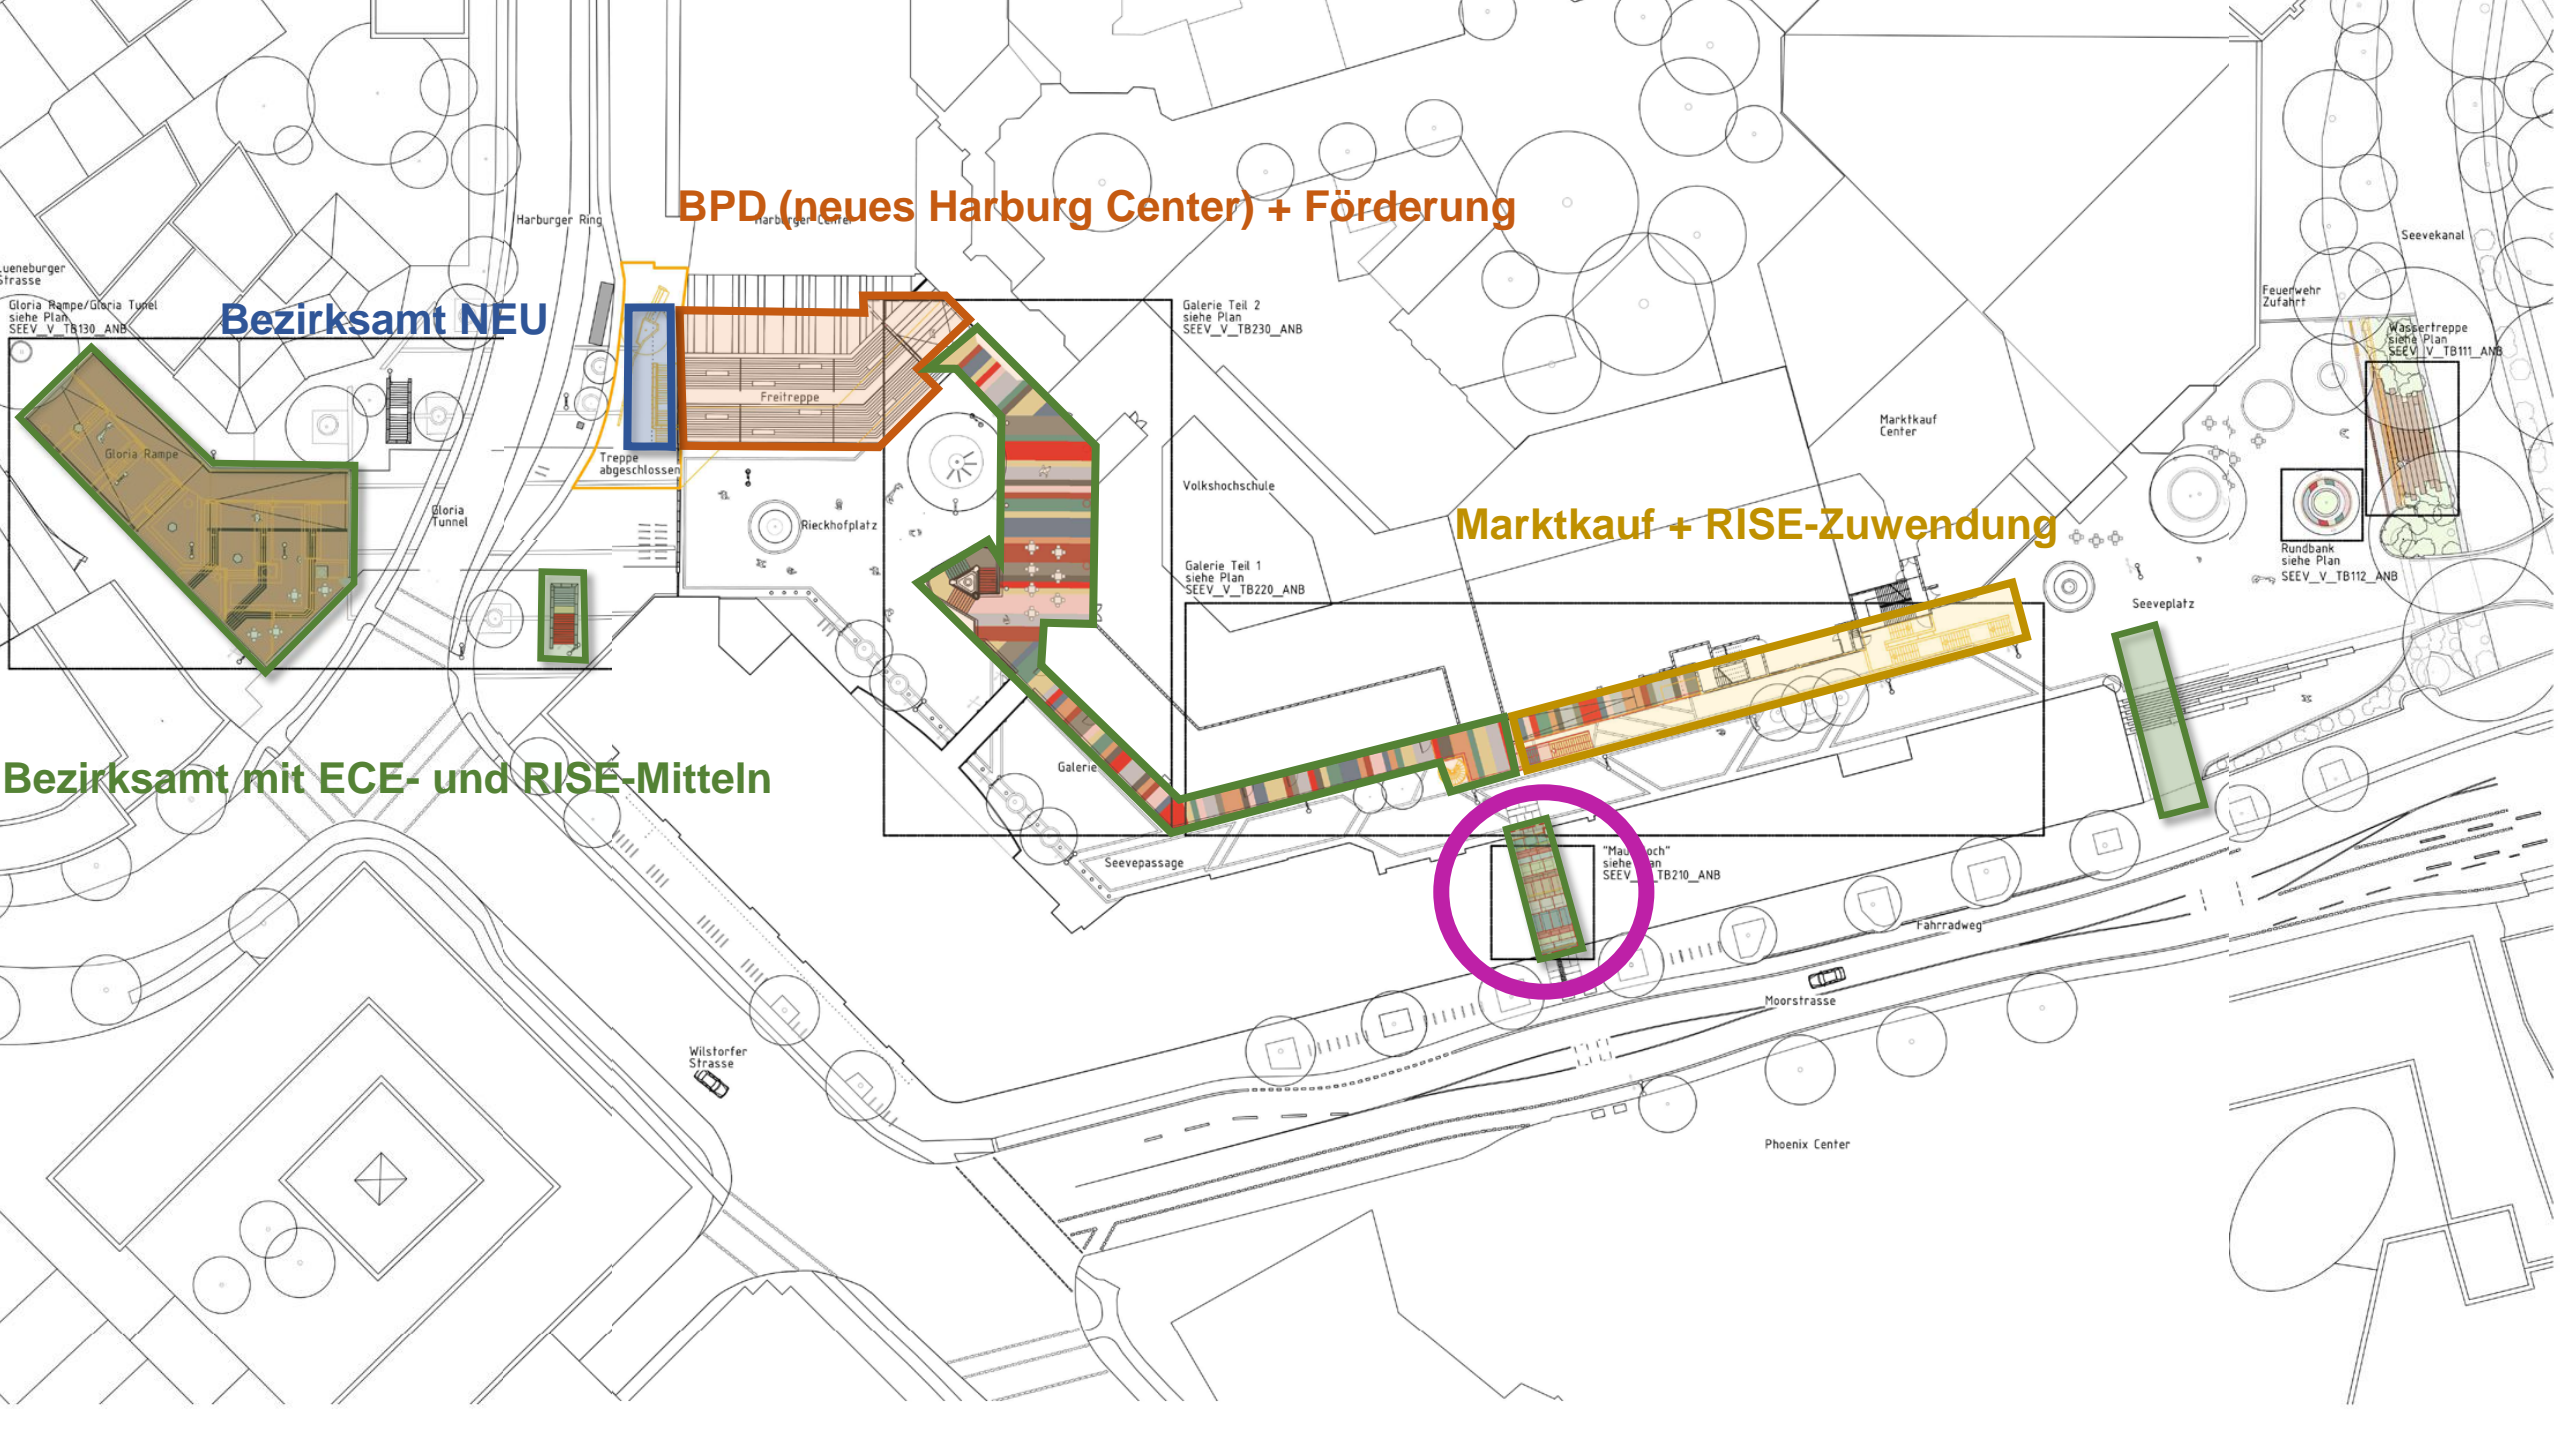 BPD (neues Harburg Center) + Förderung
Harburger Ring
Harburger Center
Seevekanal
Lueneburger
Strasse
Gloria Rampe/Gloria Tunel
siehe Plan
SEEV_V_TB130_ANB
Bezirksamt NEU
Galerie Teil 2
siehe Plan
SEEV_V_TB230_ANB
Feuerwehr
Zufahrt
Wassertreppe
siehe Plan
SEEV_V_TB111_ANB
Freitreppe
Marktkauf
Center
Gloria Rampe
Treppe
abgeschlossen
Volkshochschule
Gloria
Tunnel
Rieckhofplatz
Marktkauf + RISE-Zuwendung
Rundbank
siehe Plan
SEEV_V_TB112_ANB
Galerie Teil 1
siehe Plan
SEEV_V_TB220_ANB
Seeveplatz
Bezirksamt mit ECE- und RISE-Mitteln
Galerie
Seevepassage
siehe
Fahrradweg
Moorstrasse
Wilstorfer
Strasse
Phoenix Center